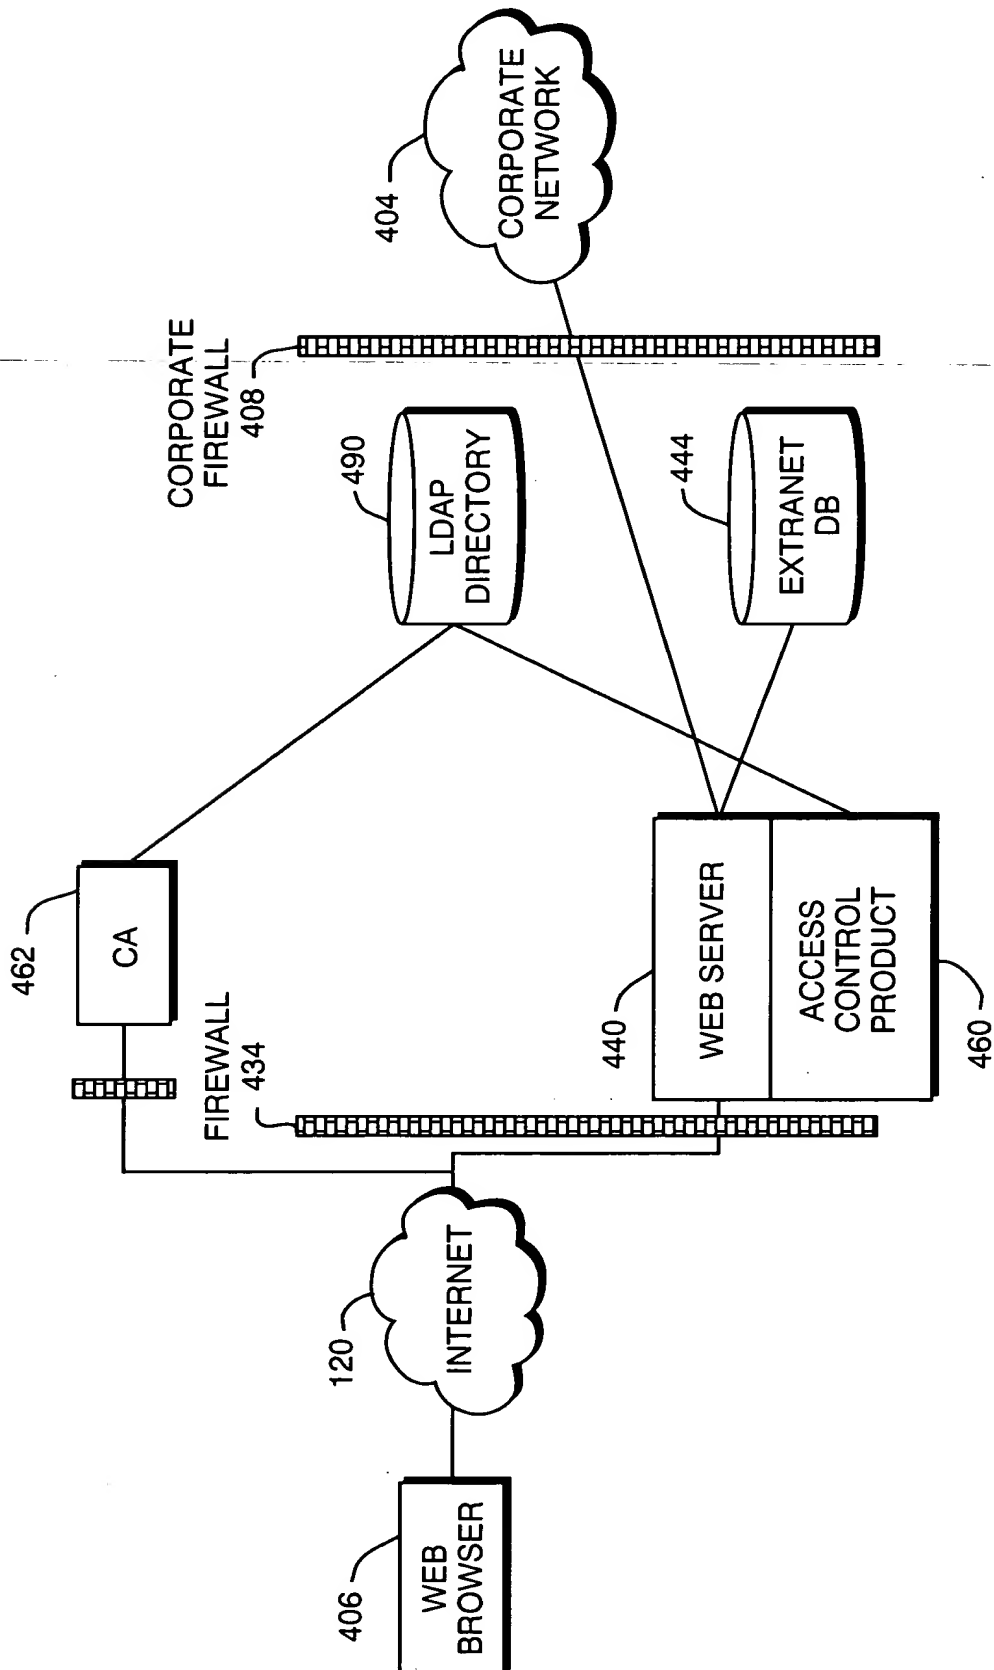 406
WEB
BROWSER
120
INTERNET
FIREWALL
434
462
CA
440
WEB SERVER
ACCESS
CONTROL
PRODUCT
460
490
LDAP
DIRECTORY
444
EXTRANET
DB
CORPORATE
FIREWALL
408
404
CORPORATE
NETWORK